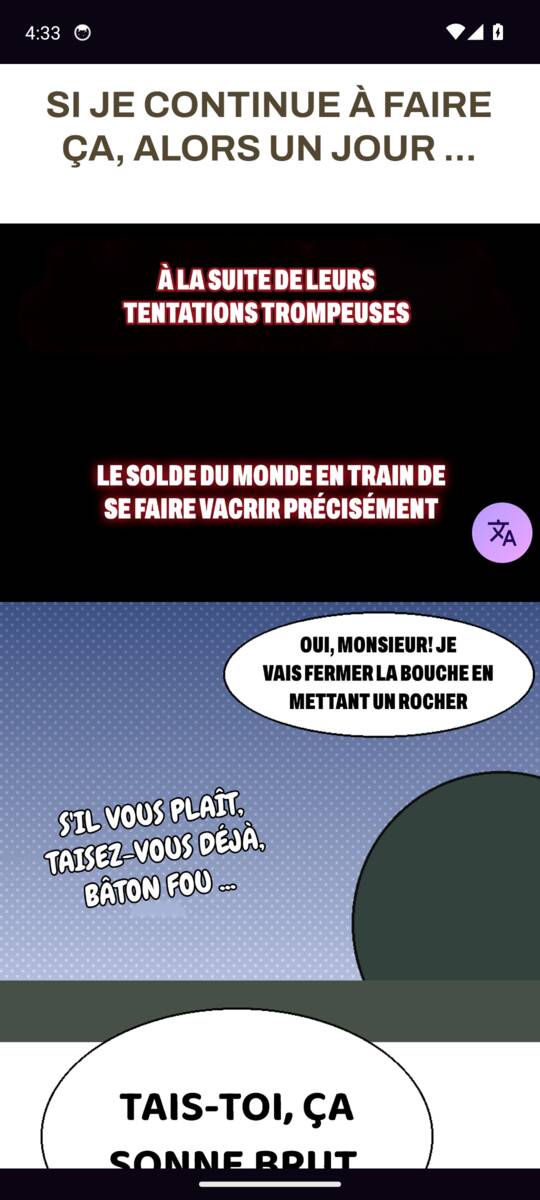 4:33
SI JE CONTINUE À FAIRE
ÇA, ALORS UN JOUR ...
À LA SUITE DE LEURS
TENTATIONS TROMPEUSES
LE SOLDE DU MONDE EN TRAIN DE
SE FAIRE VACRIR PRÉCISÉMENT
OUI, MONSIEUR! JE
VAIS FERMER LA BOUCHE EN
METTANT UN ROCHER
S'IL VOUS PLAÎT,
TAISEZ-VOUS DÉJÀ,
BÂTON FOU ...
TAIS-TOI, ÇA
SONNE BRUT